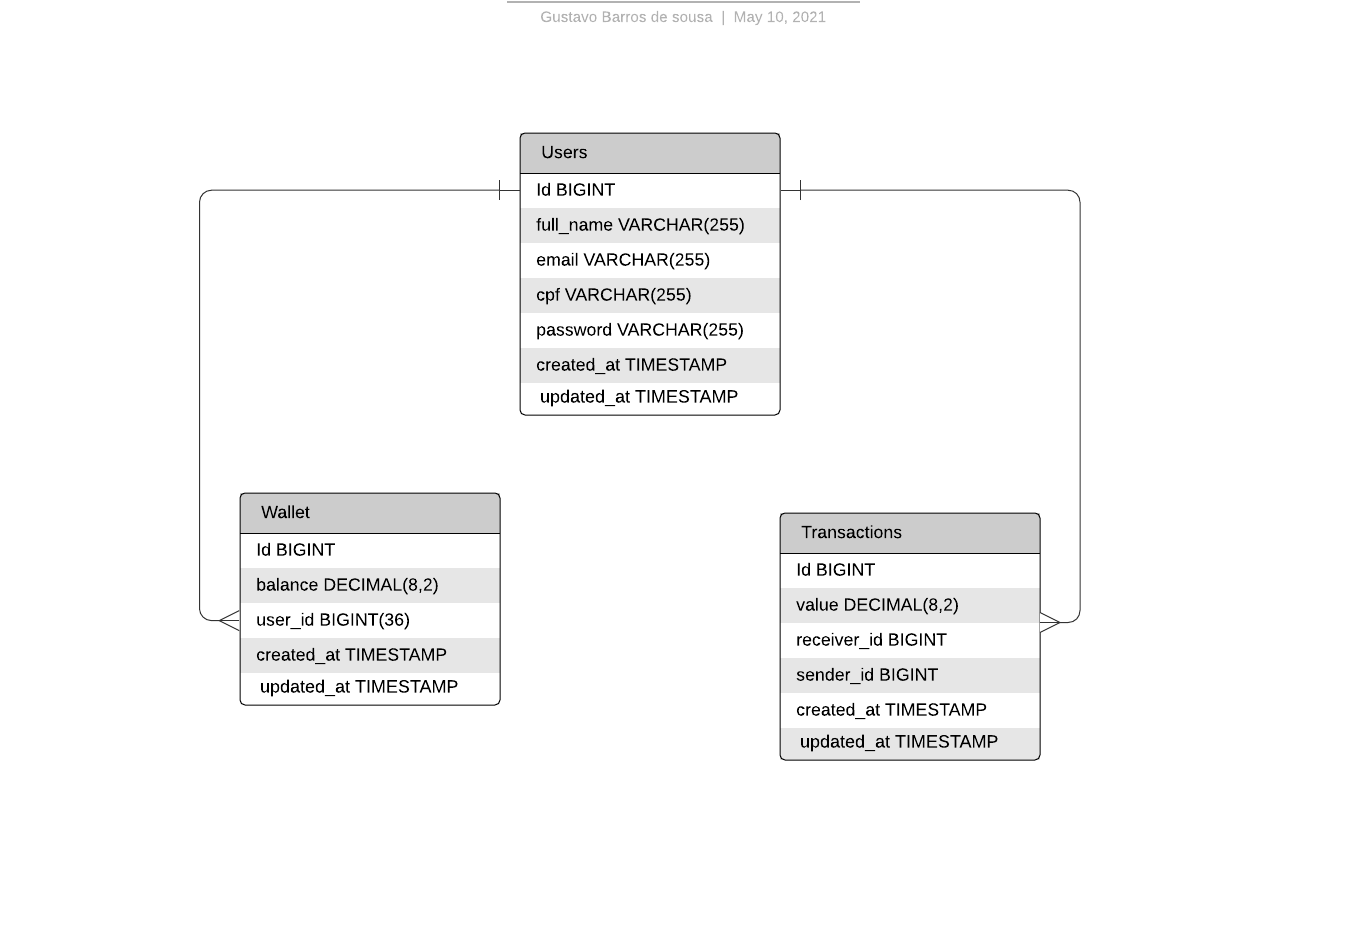 Gustavo Barros de sousa | May 10, 2021
Users
Id BIGINT
full_name VARCHAR(255)
email VARCHAR(255)
cpf VARCHAR(255)
password VARCHAR(255)
created_at TIMESTAMP
updated_at TIMESTAMP
Wallet
Id BIGINT
balance DECIMAL(8,2)
user_id BIGINT(36)
created_at TIMESTAMP
updated_at TIMESTAMP
Transactions
Id BIGINT
value DECIMAL(8,2)
receiver_id BIGINT
sender_id BIGINT
created_at TIMESTAMP
updated_at TIMESTAMP